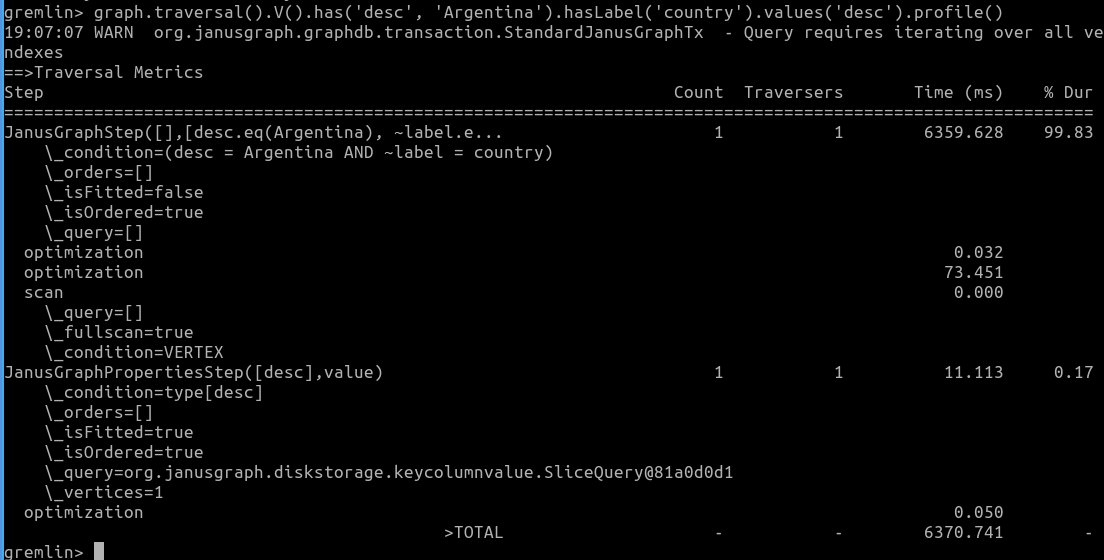 gremlin> graph.traversal().V().has('desc', 'Argentina').hasLabel('country').values('desc').profile()
19:07:07 WARN  org.janusgraph.graphdb.transaction.StandardJanusGraphTx  - Query requires iterating over all ve
ndexes
==>Traversal Metrics
Step                                                               Count  Traversers       Time (ms)    % Dur
=============================================================================================================
JanusGraphStep([],[desc.eq(Argentina), ~label.e...                     1           1        6359.628    99.83
    \_condition=(desc = Argentina AND ~label = country)
    \_orders=[]
    \_isFitted=false
    \_isOrdered=true
    \_query=[]
  optimization                                                                                 0.032
  optimization                                                                                73.451
  scan                                                                                         0.000
    \_query=[]
    \_fullscan=true
    \_condition=VERTEX
JanusGraphPropertiesStep([desc],value)                                 1           1          11.113     0.17
    \_condition=type[desc]
    \_orders=[]
    \_isFitted=true
    \_isOrdered=true
    \_query=org.janusgraph.diskstorage.keycolumnvalue.SliceQuery@81a0d0d1
    \_vertices=1
  optimization                                                                                 0.050
                                            >TOTAL                     -           -        6370.741        -
gremlin>